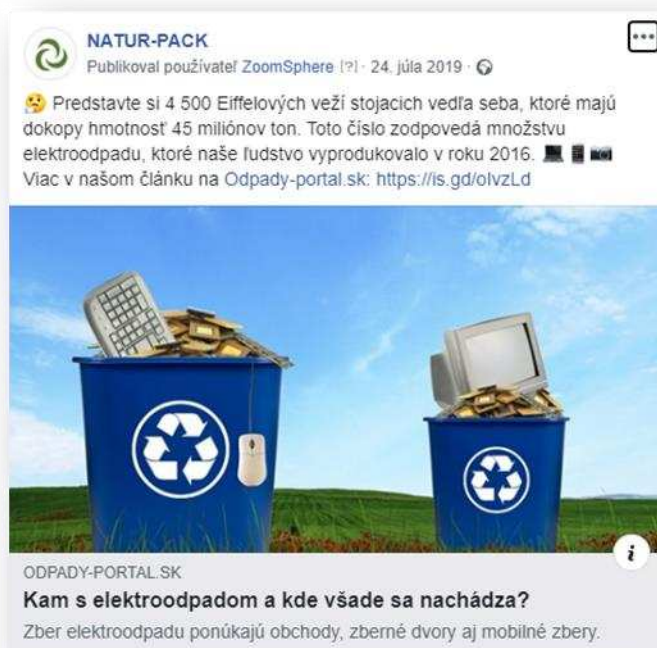 NATUR-PACK
Publikoval používateľ ZoomSphere [?] · 24. júla 2019 ·
🤔 Predstavte si 4 500 Eiffelových veží stojacich vedľa seba, ktoré majú
dokopy hmotnosť 45 miliónov ton. Toto číslo zodpovedá množstvu
elektroodpadu, ktoré naše ľudstvo vyprodukovalo v roku 2016. 💻 📱 📷
Viac v našom článku na Odpady-portal.sk: https://is.gd/oIvzLd
i
ODPADY-PORTAL.SK
Kam s elektroodpadom a kde všade sa nachádza?
Zber elektroodpadu ponúkajú obchody, zberné dvory aj mobilné zbery.